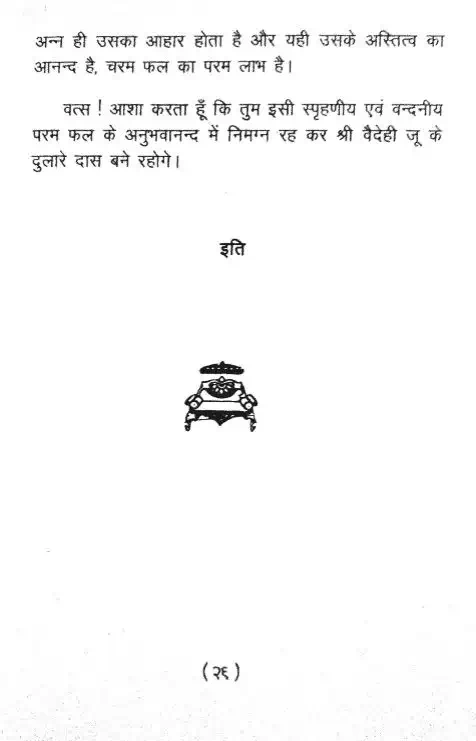 अन्न ही उसका आहार होता है और यही उसके अस्तित्व का
आनन्द है, चरम फल का परम लाभ है।
वत्स ! आशा करता हूँ कि तुम इसी स्पृहणीय एवं वन्दनीय
परम फल के अनुभवानन्द में निमग्न रह कर श्री वैदेही जू के
दुलारे दास बने रहोगे।
इति
(२६)